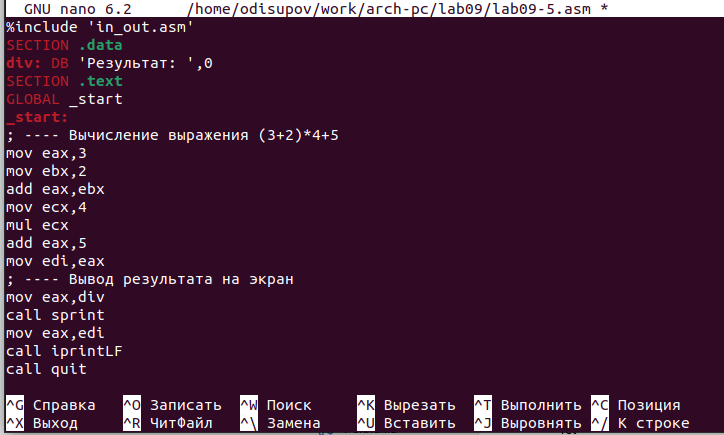 GNU nano 6.2 /home/odisupov/work/arch-pc/lab09/lab09-5.asm *
%include 'in_out.asm'
SECTION .data
div: DB 'Результат: ',0
SECTION .text
GLOBAL _start
_start:
; ---- Вычисление выражения (3+2)*4+5
mov eax,3
mov ebx,2
add eax,ebx
mov ecx,4
mul ecx
add eax,5
mov edi,eax
; ---- Вывод результата на экран
mov eax,div
call sprint
mov eax,edi
call iprintLF
call quit
^G Справка ^O Записать ^W Поиск ^K Вырезать ^T Выполнить ^C Позиция
^X Выход ^R ЧитФайл ^\ Замена ^U Вставить ^J Выровнять ^/ К строке